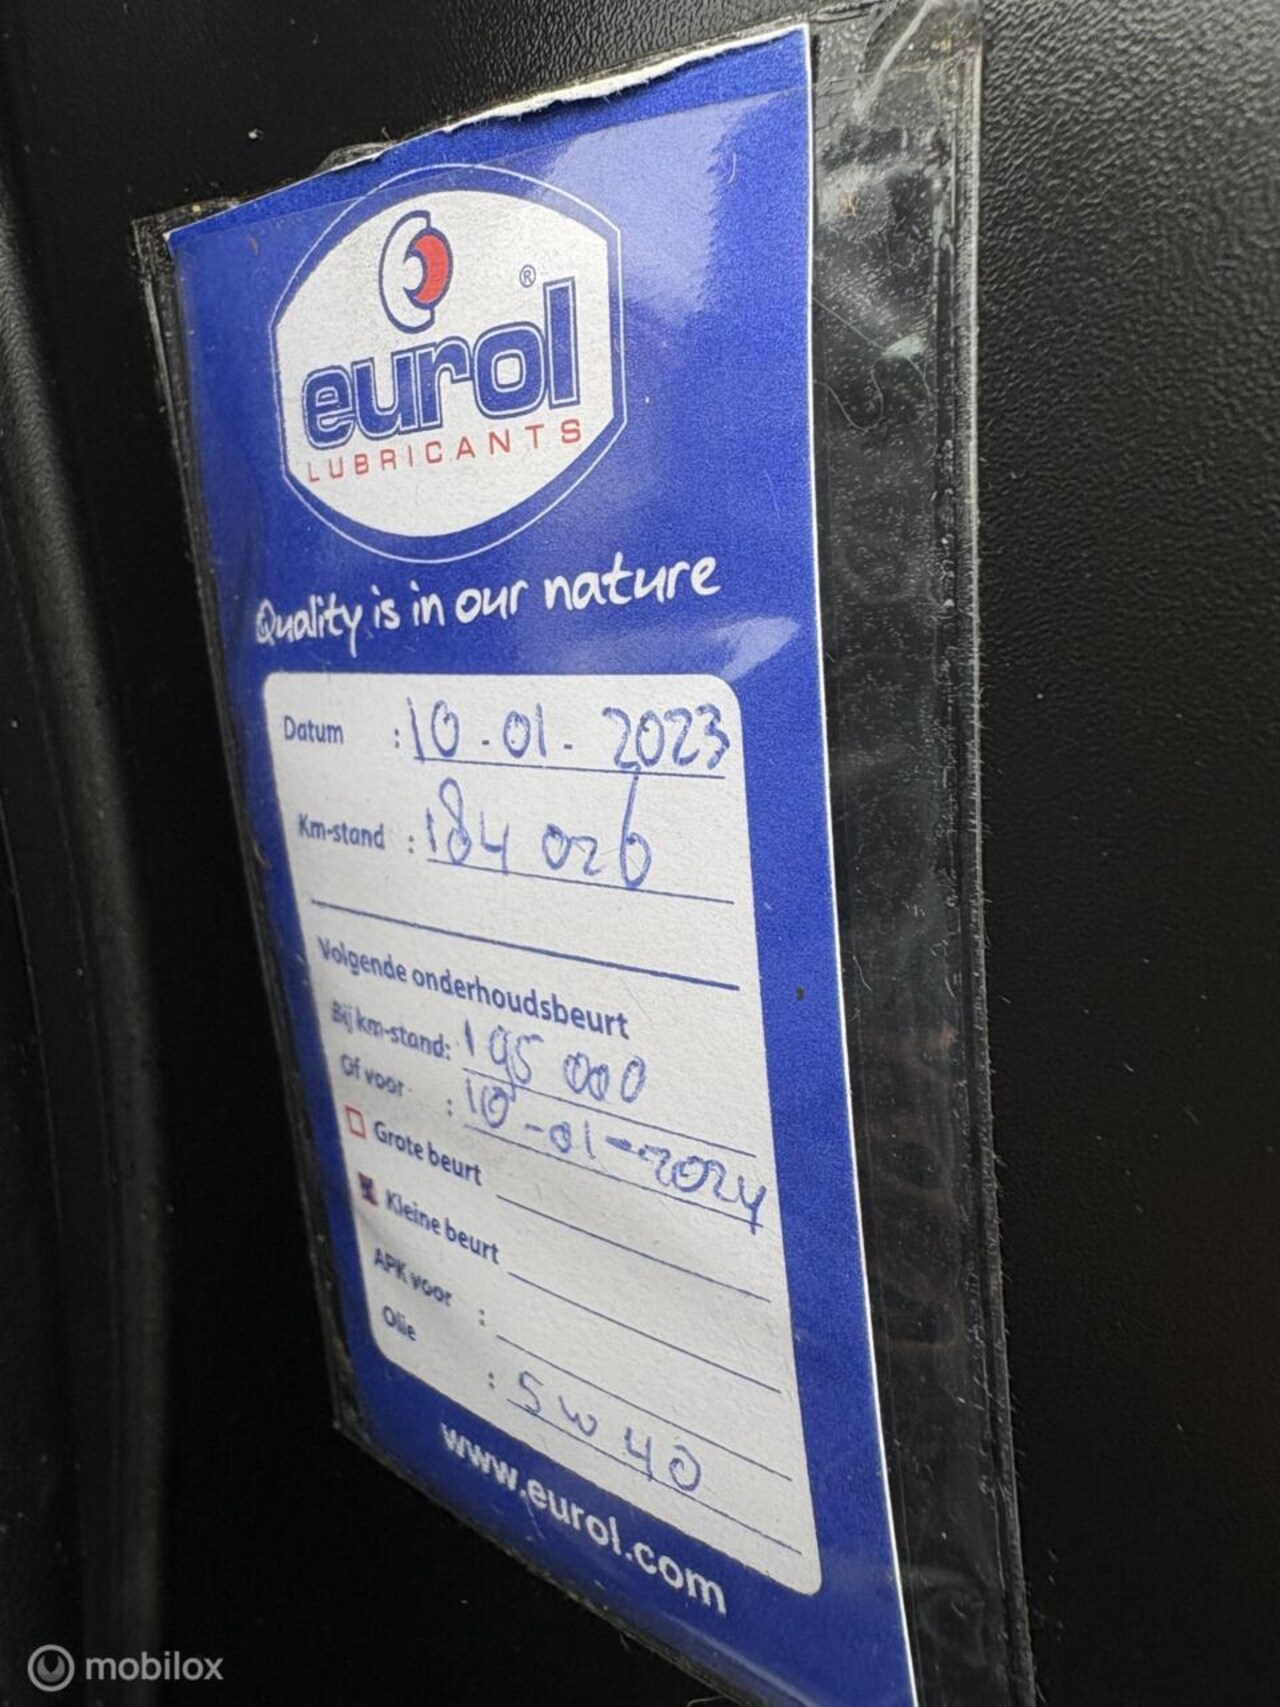 eurol®
LUBRICANTS
Quality is in our nature
Datum : 10-01-2023
Km-stand : 184 026
Volgende onderhoudsbeurt
Bij km-stand: 195 000
Of voor : 10-01-2024
Grote beurt
Kleine beurt
APK voor :
Olie : 5w40
www.eurol.com
mobilox